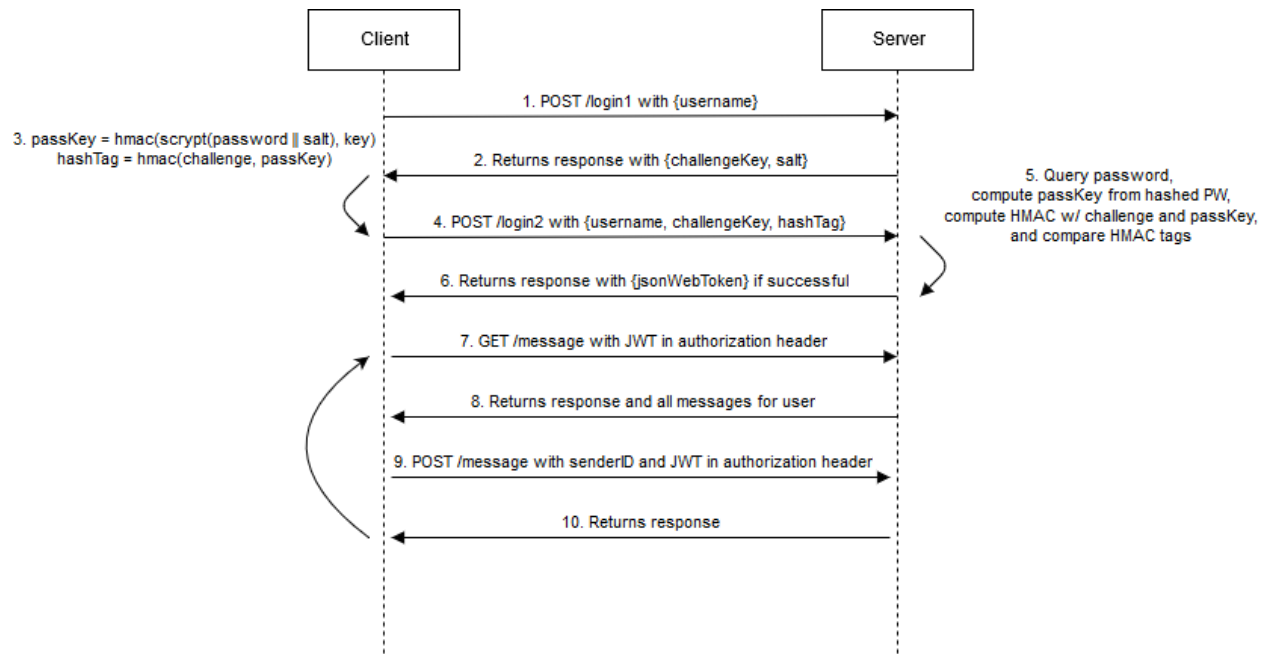 Client
Server
1. POST /login1 with {username}
3. passKey = hmac(scrypt(password || salt), key)
hashTag = hmac(challenge, passKey)
2. Returns response with {challengeKey, salt}
5. Query password,
compute passKey from hashed PW,
compute HMAC w/ challenge and passKey,
and compare HMAC tags
4. POST /login2 with {username, challengeKey, hashTag}
6. Returns response with {jsonWebToken} if successful
7. GET /message with JWT in authorization header
8. Returns response and all messages for user
9. POST /message with senderID and JWT in authorization header
10. Returns response